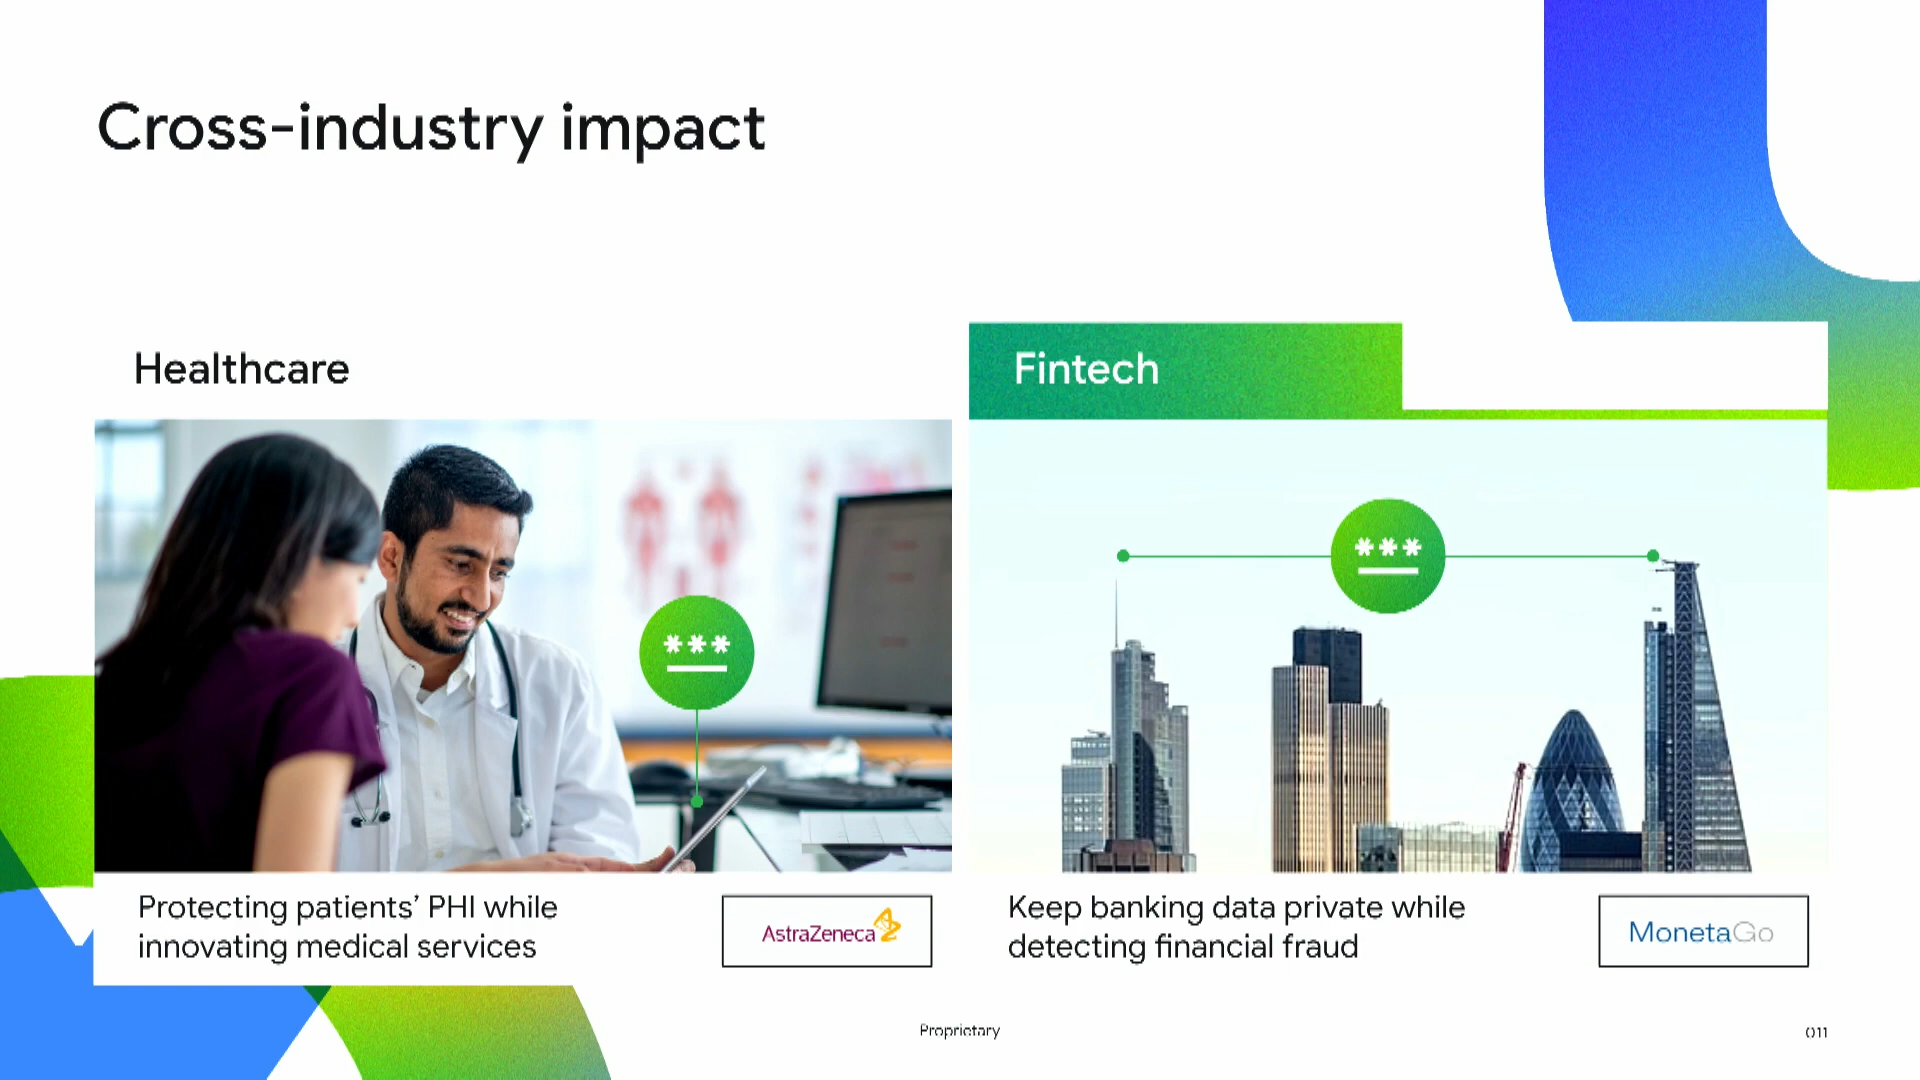 Cross-industry impact
Healthcare
Fintech
***
***
Protecting patients’ PHI while
innovating medical services
AstraZeneca
Keep banking data private while
detecting financial fraud
MonetaGo
Proprietary
011